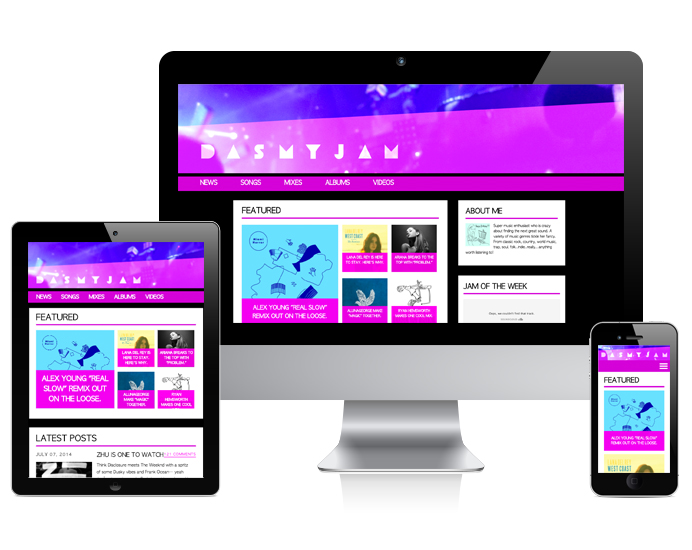 DASMYJAM
NEWS SONGS MIXES ALBUMS VIDEOS
FEATURED
WEST COAST
ALEX YOUNG "REAL SLOW"
REMIX OUT ON THE LOOSE.
LANA DEL REY IS HERE
TO STAY. HERE'S WHY.
ARIANA BREAKS TO THE
TOP WITH "PROBLEM."
ALUNAGEORGE MAKE
"MAGIC" TOGETHER.
RYAN HEMSWORTH
MAKES ONE COOL MIX.
ABOUT ME
Super music enthusiast who is crazy
about finding the next great sound. A
variety of music genres tickle her fancy.
From classic rock, country, world music,
trap, soul, folk, indie, really... anything
worth listening to!
JAM OF THE WEEK
DASMYJAM
NEWS SONGS MIXES ALBUMS VIDEOS
FEATURED
ALEX YOUNG "REAL
SLOW" REMIX OUT
ON THE LOOSE.
LANA DEL REY IS
HERE TO STAY.
HERE'S WHY.
ARIANA BREAKS TO
THE TOP WITH
"PROBLEM."
ALUNAGEORGE
MAKE "MAGIC"
TOGETHER.
RYAN
HEMSWORTH
MAKES ONE COOL
LATEST POSTS
JULY 07, 2014
ZHU IS ONE TO WATCH
COMMENTS
Think Disclosure meets The Weeknd with a spritz
of some Dusky vibes and Frank Ocean-- yeah
DASMYJAM
FEATURED
ALEX YOUNG "REAL SLOW"
REMIX OUT ON THE LOOSE.
WEST COAST